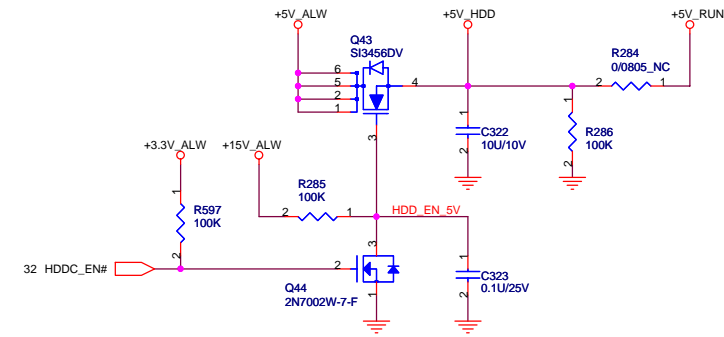 +5V_ALW
+5V_HDD
+5V_RUN
Q43
SI3456DV
R284
0/0805_NC
6
5
2
1
4
3
2
1
+3.3V_ALW
+15V_ALW
1
2
C322
10U/10V
1
2
R286
100K
R285
100K
2
1
HDD_EN_5V
1
2
R597
100K
32 HDDC_EN#
2
3
1
Q44
2N7002W-7-F
1
2
C323
0.1U/25V